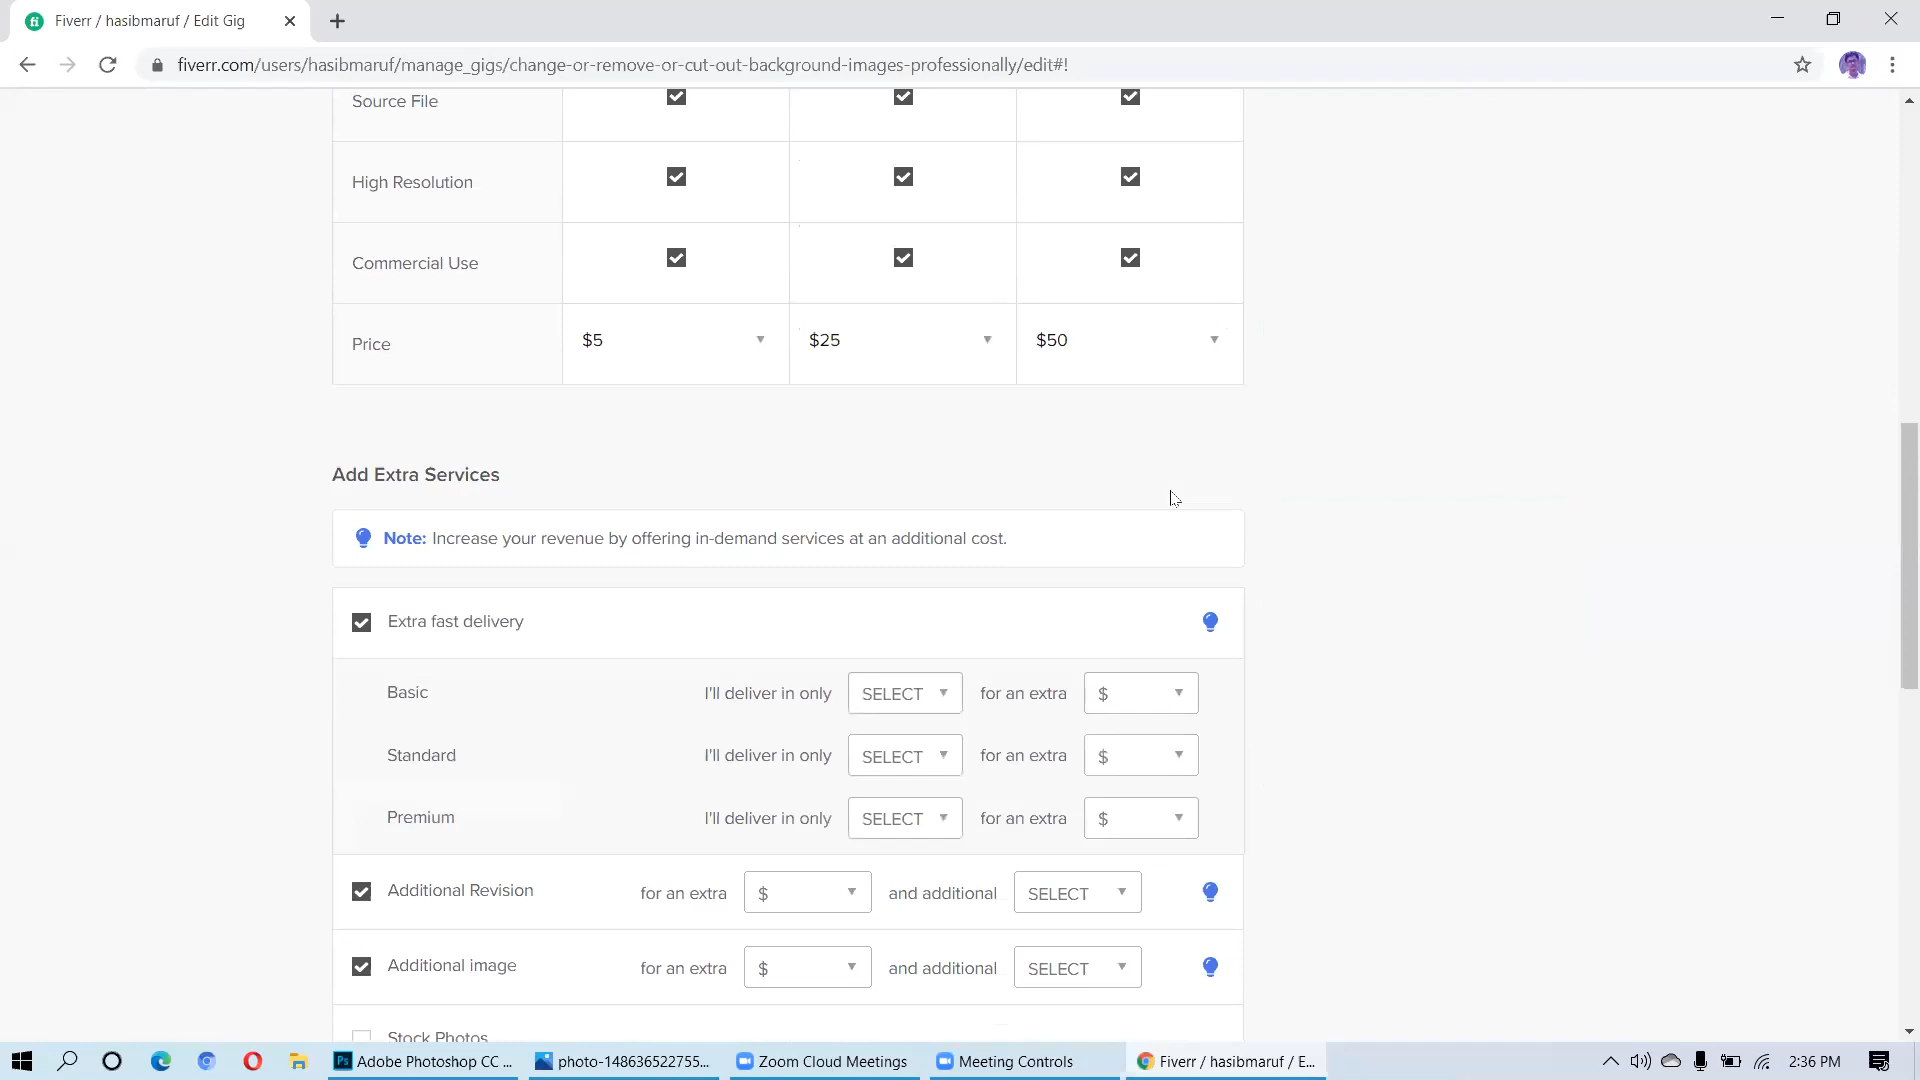 Fiverr / hasibmaruf / Edit Gig
fiverr.com/users/hasibmaruf/manage_gigs/change-or-remove-or-cut-out-background-images-professionally/edit#!
Source File
High Resolution
Commercial Use
Price $5 $25 $50
Add Extra Services
Note: Increase your revenue by offering in-demand services at an additional cost.
Extra fast delivery
Basic I'll deliver in only SELECT for an extra $
Standard I'll deliver in only SELECT for an extra $
Premium I'll deliver in only SELECT for an extra $
Additional Revision for an extra $ and additional SELECT
Additional image for an extra $ and additional SELECT
Stock Photos
Ps Adobe Photoshop CC ... photo-148636522755... Zoom Cloud Meetings Meeting Controls Fiverr / hasibmaruf / E... 2:36 PM